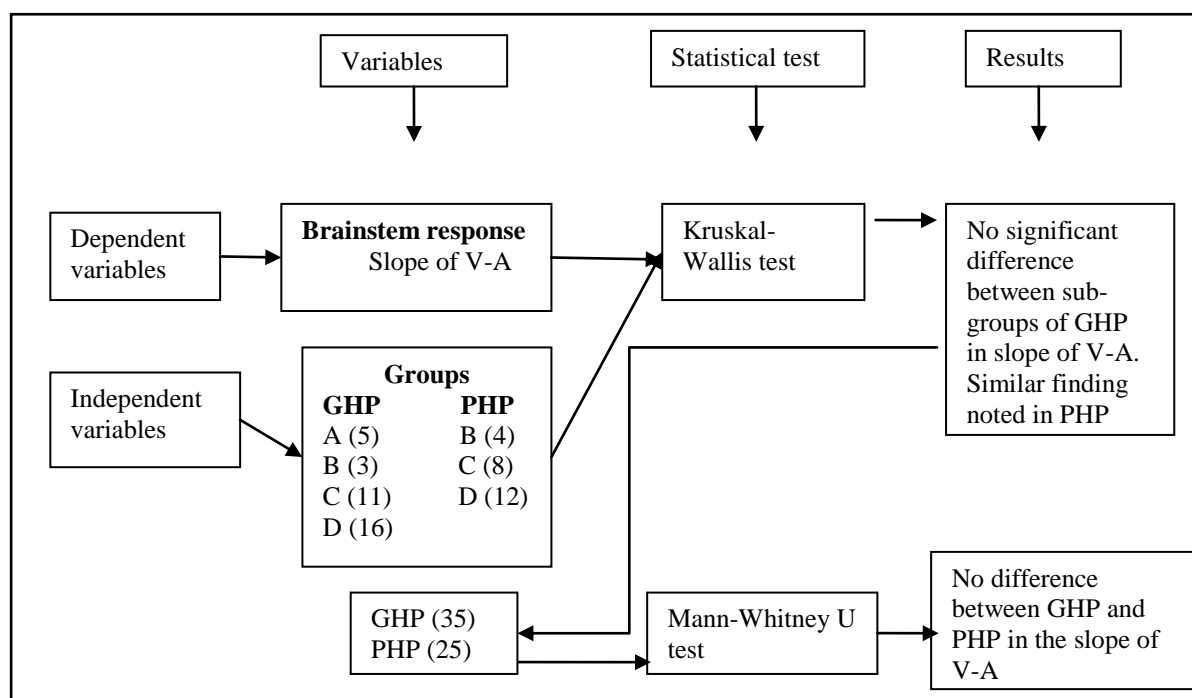 Variables
Statistical test
Results
Dependent
variables
Brainstem response
Slope of V-A
Kruskal-
Wallis test
No significant
difference
between sub-
groups of GHP
in slope of V-A.
Similar finding
noted in PHP
Independent
variables
Groups
GHP PHP
A (5) B (4)
B (3) C (8)
C (11) D (12)
D (16)
GHP (35)
PHP (25)
Mann-Whitney U
test
No difference
between GHP and
PHP in the slope of
V-A